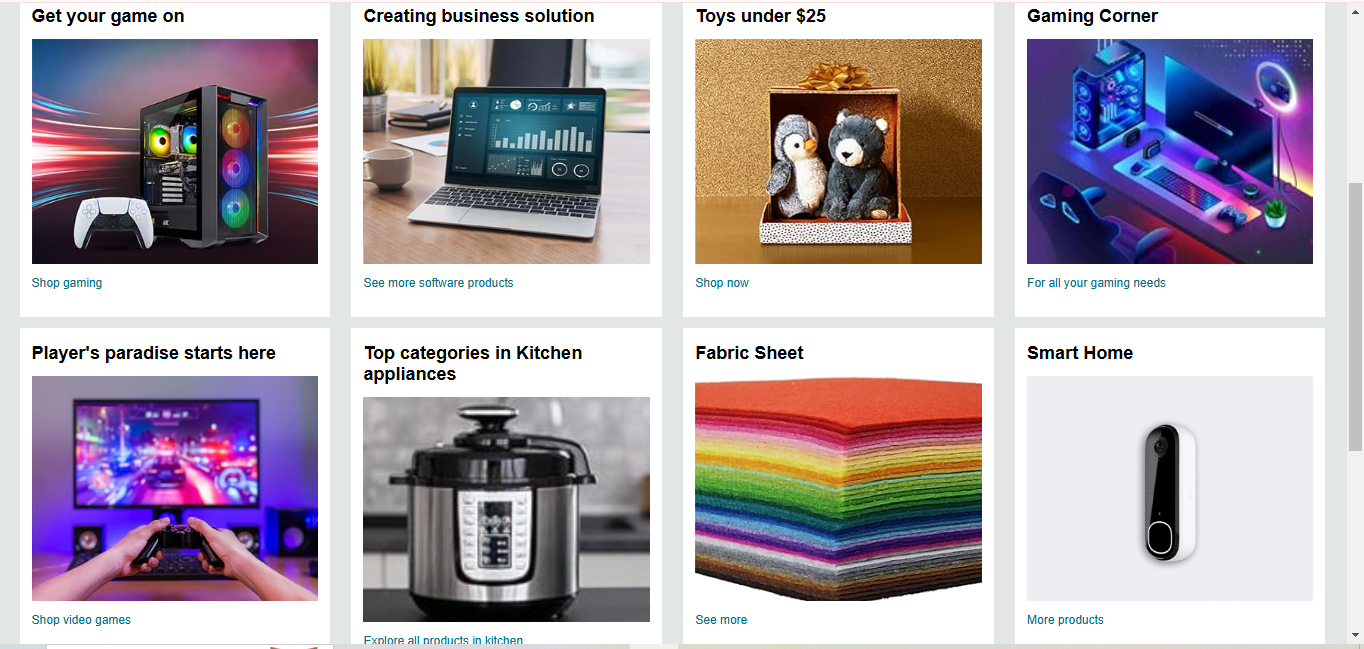 Get your game on
Creating business solution
Toys under $25
Gaming Corner
Shop gaming
See more software products
Shop now
For all your gaming needs
Player's paradise starts here
Top categories in Kitchen
appliances
Fabric Sheet
Smart Home
Shop video games
Explore all products in kitchen
See more
More products